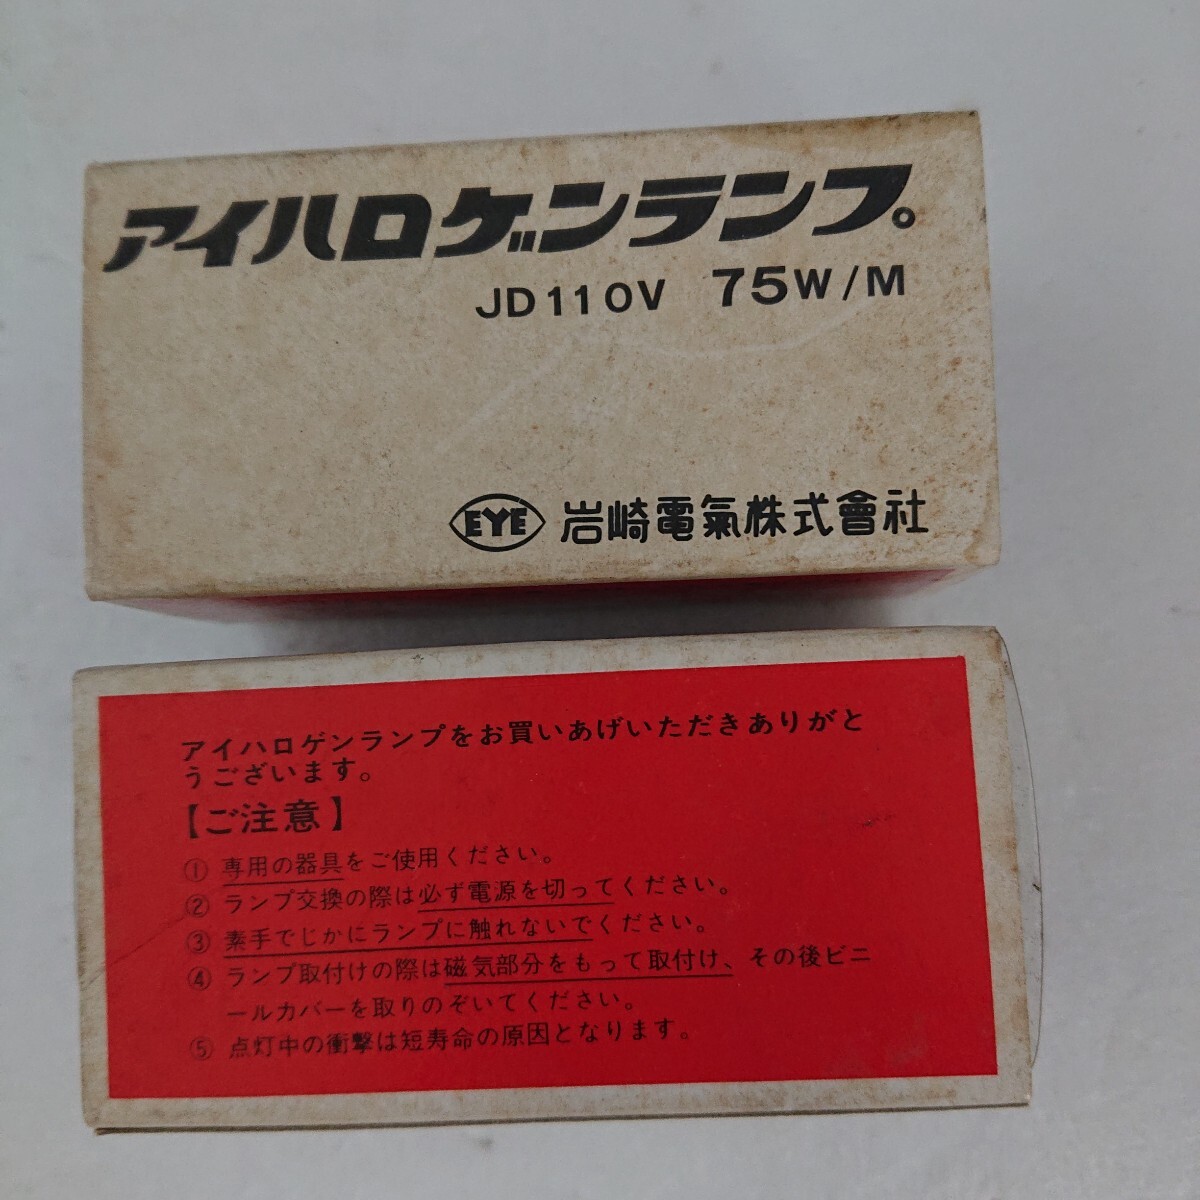 アイハロゲンランプ。
JD110V 75W/M
EYE 岩崎電氣株式會社
アイハロゲンランプをお買いあげいただきありがと
うございます。
【ご注意】
① 専用の器具をご使用ください。
② ランプ交換の際は必ず電源を切ってください。
③ 素手でじかにランプに触れないでください。
④ ランプ取付けの際は磁気部分をもって取付け、その後ビニ
ールカバーを取りのぞいてください。
⑤ 点灯中の衝撃は短寿命の原因となります。